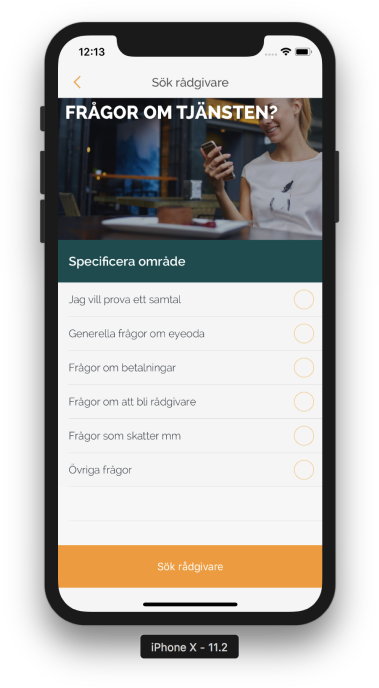 12:13
Sök rådgivare
FRÅGOR OM TJÄNSTEN?
Specificera område
Jag vill prova ett samtal
Generella frågor om eyeoda
Frågor om betalningar
Frågor om att bli rådgivare
Frågor som skatter mm
Övriga frågor
Sök rådgivare
iPhone X - 11.2